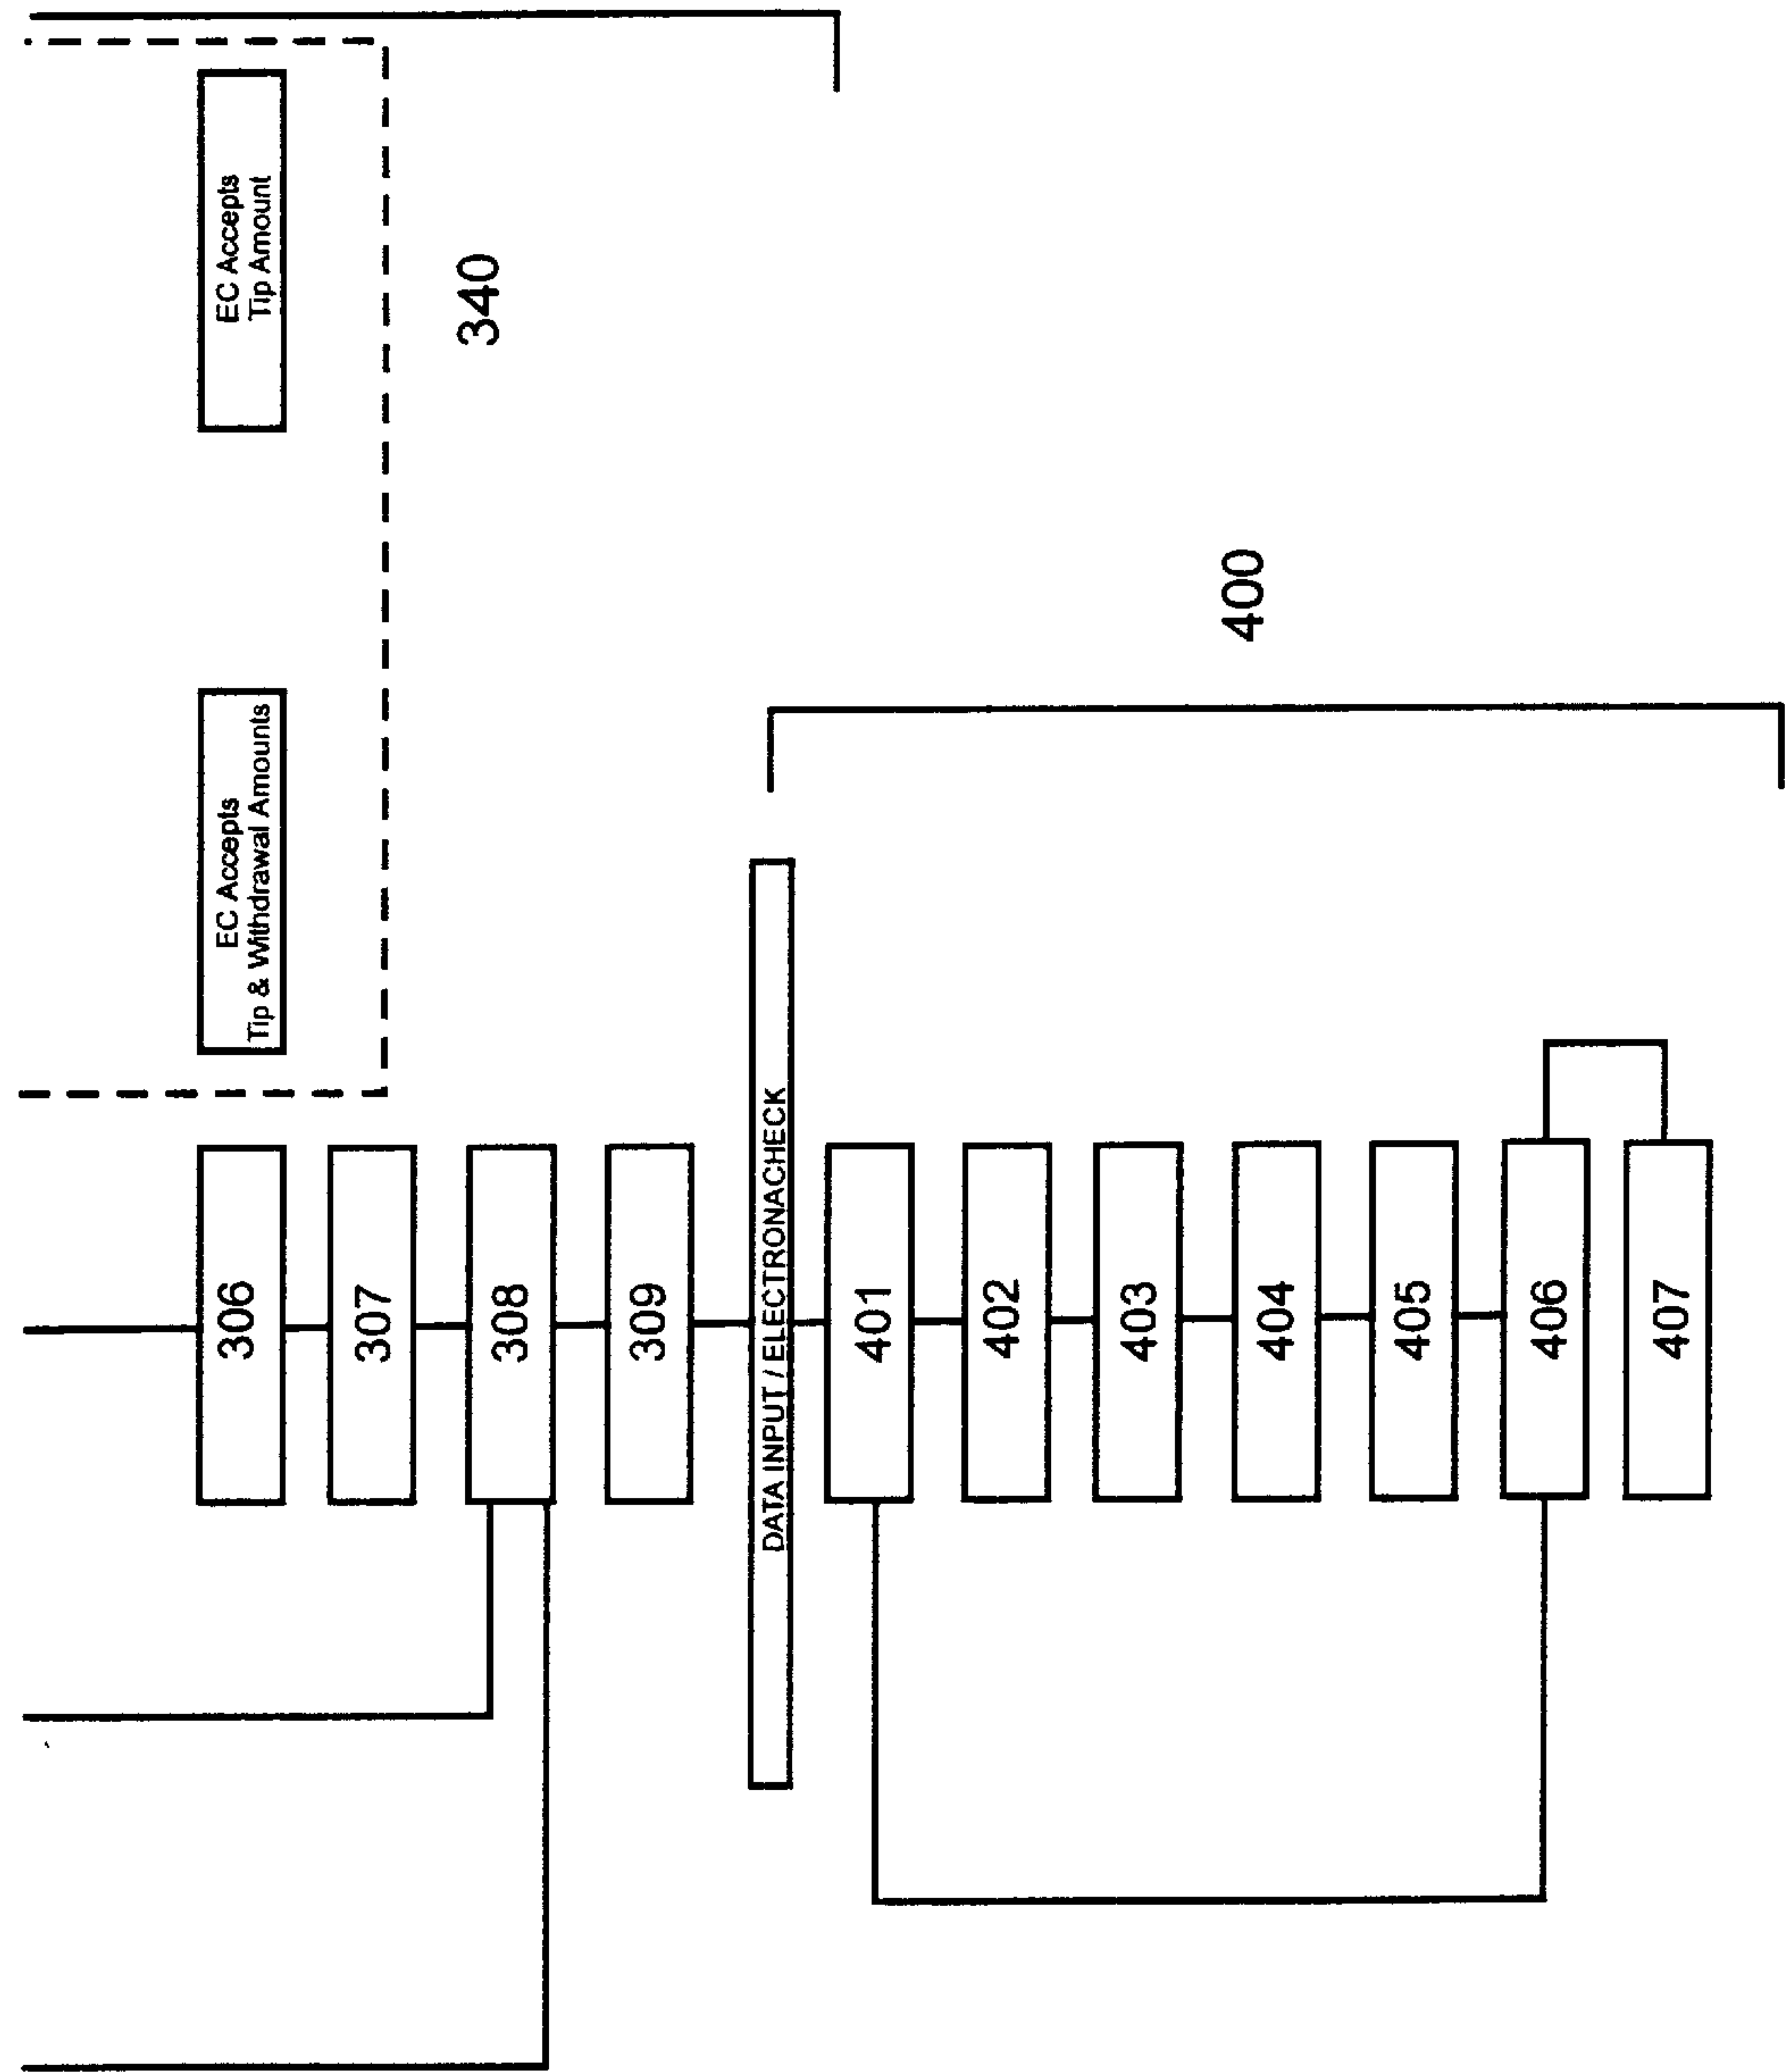 EC Accepts
Tip & Withdrawal Amounts
EC Accepts
Tip Amount
340
306
307
308
309
DATA INPUT / ELECTRONACHECK
400
401
402
403
404
405
406
407